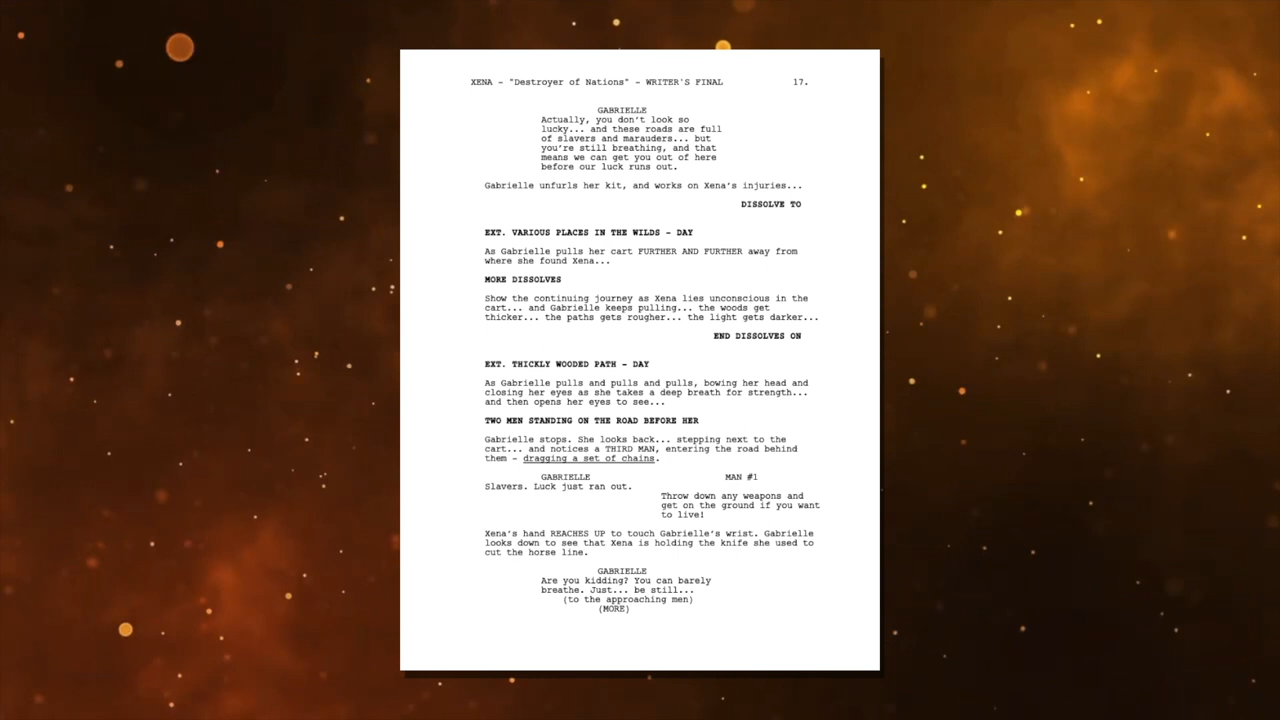 XENA - "Destroyer of Nations" - WRITER'S FINAL 17.
GABRIELLE
Actually, you don't look so
lucky... and these roads are full
of slavers and marauders... but
you're still breathing, and that
means we can get you out of here
before our luck runs out.
Gabrielle unfurls her kit, and works on Xena's injuries...
DISSOLVE TO
EXT. VARIOUS PLACES IN THE WILDS - DAY
As Gabrielle pulls her cart FURTHER AND FURTHER away from
where she found Xena...
MORE DISSOLVES
Show the continuing journey as Xena lies unconscious in the
cart... and Gabrielle keeps pulling... the woods get
thicker... the paths gets rougher... the light gets darker...
END DISSOLVES ON
EXT. THICKLY WOODED PATH - DAY
As Gabrielle pulls and pulls and pulls, bowing her head and
closing her eyes as she takes a deep breath for strength...
and then opens her eyes to see...
TWO MEN STANDING ON THE ROAD BEFORE HER
Gabrielle stops. She looks back... stepping next to the
cart... and notices a THIRD MAN, entering the road behind
them - dragging a set of chains.
GABRIELLE
Slavers. Luck just ran out.
MAN #1
Throw down any weapons and
get on the ground if you want
to live!
Xena's hand REACHES UP to touch Gabrielle's wrist. Gabrielle
looks down to see that Xena is holding the knife she used to
cut the horse line.
GABRIELLE
Are you kidding? You can barely
breathe. Just... be still...
(to the approaching men)
(MORE)